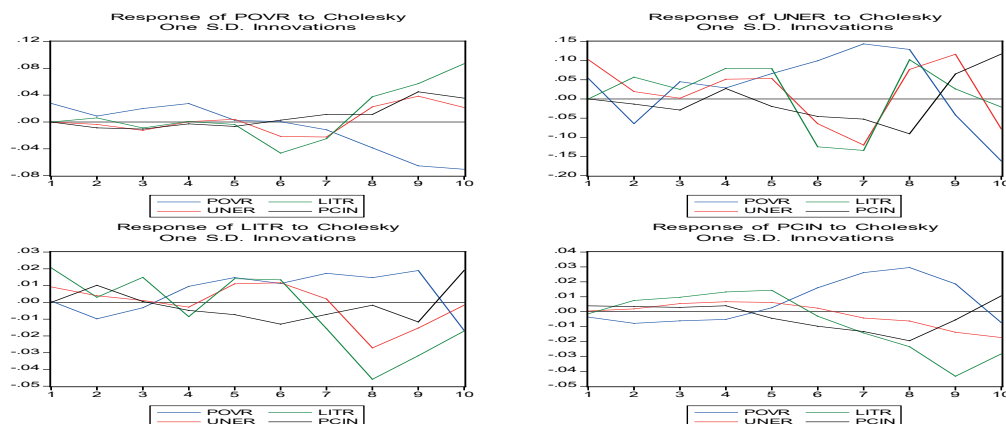 Response of POVR to Cholesky
One S.D. Innovations
.12
.08
.04
.00
-.04
-.08
1 2 3 4 5 6 7 8 9 10
POVR LITR
UNER PCIN
Response of UNER to Cholesky
One S.D. Innovations
.15
.10
.05
.00
-.05
-.10
-.15
-.20
1 2 3 4 5 6 7 8 9 10
POVR LITR
UNER PCIN
Response of LITR to Cholesky
One S.D. Innovations
.03
.02
.01
.00
-.01
-.02
-.03
-.04
-.05
1 2 3 4 5 6 7 8 9 10
POVR LITR
UNER PCIN
Response of PCIN to Cholesky
One S.D. Innovations
.04
.03
.02
.01
.00
-.01
-.02
-.03
-.04
-.05
1 2 3 4 5 6 7 8 9 10
POVR LITR
UNER PCIN